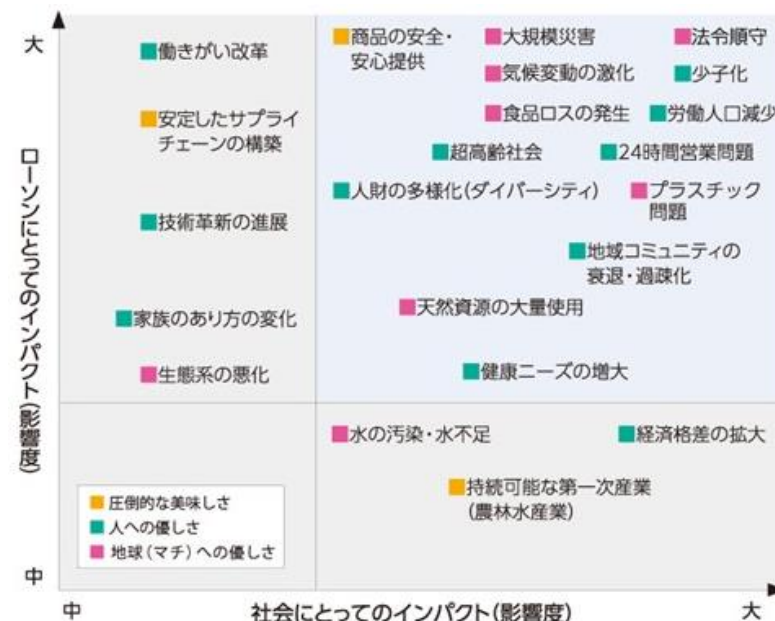 大
ローソンにとってのインパクト(影響度)
中
働きがい改革
安定したサプライ
チェーンの構築
技術革新の進展
家族のあり方の変化
生態系の悪化
商品の安全・
安心提供
大規模災害
法令順守
気候変動の激化
少子化
食品ロスの発生
労働人口減少
超高齢社会
24時間営業問題
人財の多様化(ダイバーシティ)
プラスチック
問題
地域コミュニティの
衰退・過疎化
天然資源の大量使用
健康ニーズの増大
水の汚染・水不足
経済格差の拡大
持続可能な第一次産業
(農林水産業)
圧倒的な美味しさ
人への優しさ
地球(マチ)への優しさ
中
社会にとってのインパクト(影響度)
大